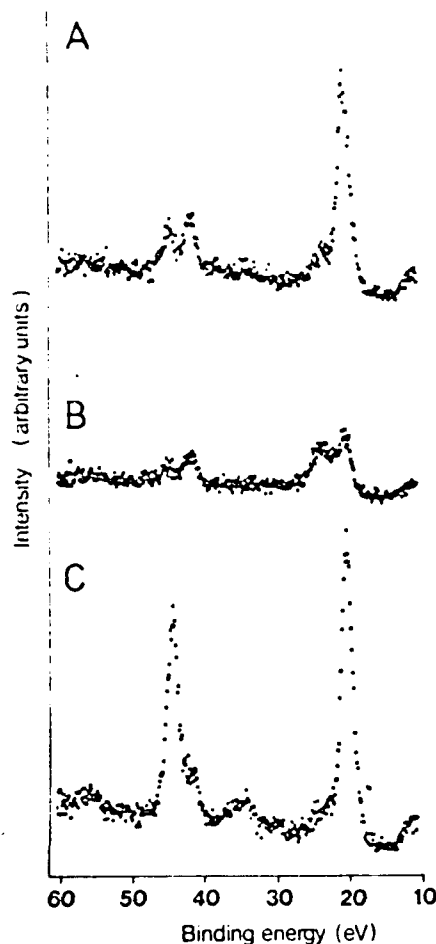 A
B
C
Intensity (arbitrary units)
60 50 40 30 20 10
Binding energy (eV)